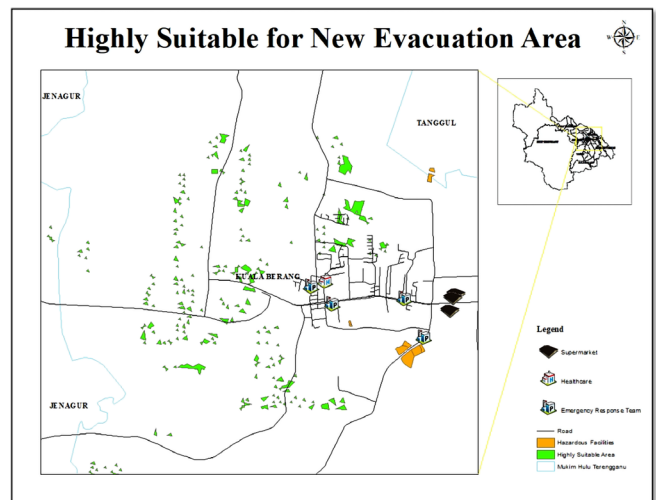 Highly Suitable for New Evacuation Area
N
W
E
S
JENAGUR
TANGGUL
KUALA BERANG
JENAGUR
Legend
Supermarket
Healthcare
Emergency Response Team
Road
Hazardous Facilities
Highly Suitable Area
Mukim Hulu Terengganu